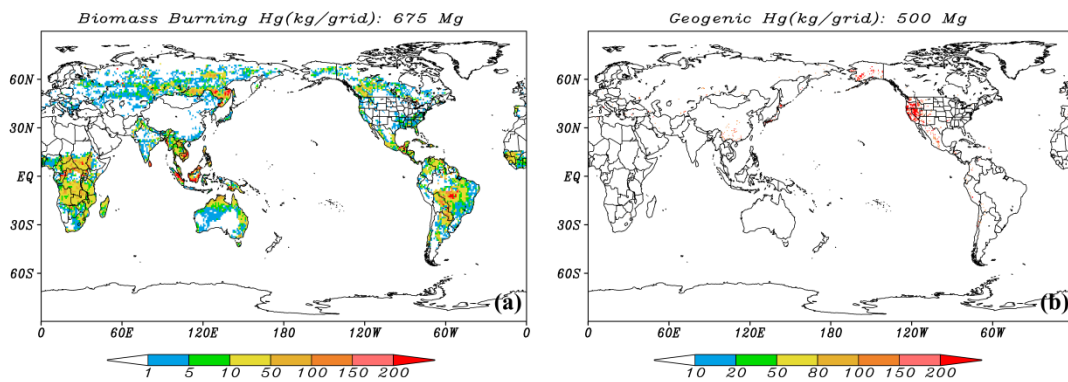 Biomass Burning Hg(kg/grid): 675 Mg
60N
30N
EQ
30S
60S
0 60E 120E 180 120W 60W 0
(a)
1 5 10 50 100 150 200
Geogenic Hg(kg/grid): 500 Mg
60N
30N
EQ
30S
60S
0 60E 120E 180 120W 60W
(b)
10 20 50 80 100 150 200